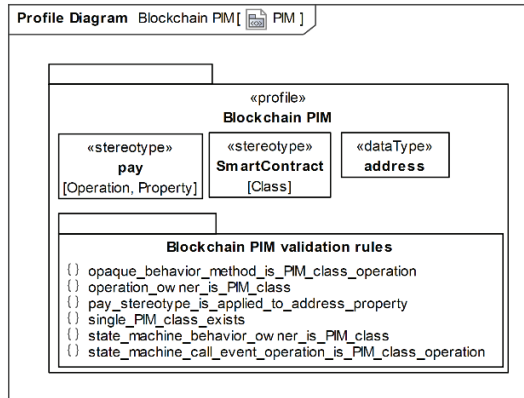 Profile Diagram Blockchain PIM[ PIM ]
«profile»
Blockchain PIM
«stereotype»
pay
[Operation, Property]
«stereotype»
SmartContract
[Class]
«dataType»
address
Blockchain PIM validation rules
{} opaque_behavior_method_is_PIM_class_operation
{} operation_owner_is_PIM_class
{} pay_stereotype_is_applied_to_address_property
{} single_PIM_class_exists
{} state_machine_behavior_owner_is_PIM_class
{} state_machine_call_event_operation_is_PIM_class_operation